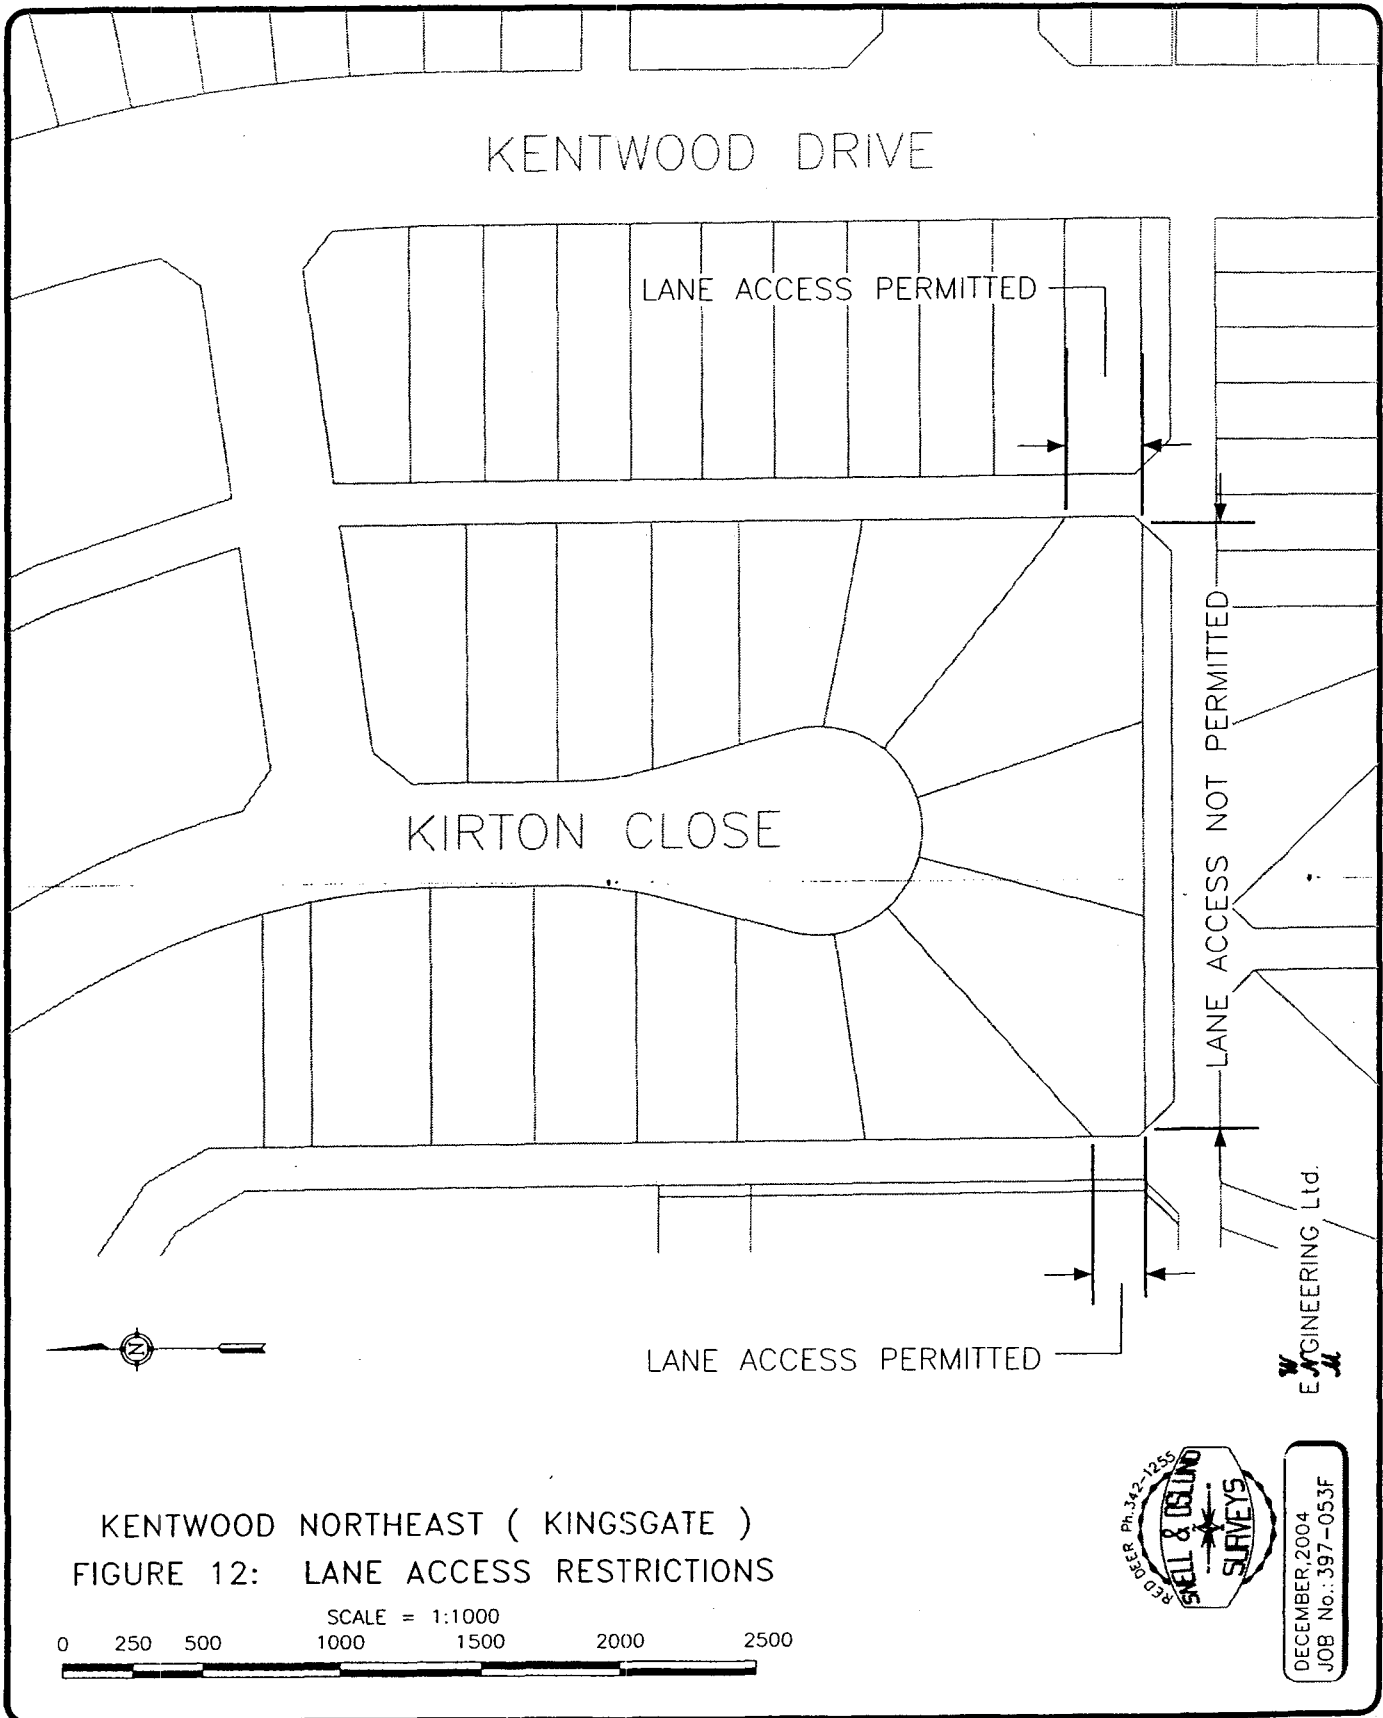 KENTWOOD DRIVE
LANE ACCESS PERMITTED
LANE ACCESS NOT PERMITTED
KIRTON CLOSE
LANE ACCESS PERMITTED
N
ENGINEERING Ltd.
KENTWOOD NORTHEAST ( KINGSGATE )
FIGURE 12: LANE ACCESS RESTRICTIONS
SCALE = 1:1000
0 250 500 1000 1500 2000 2500
RED DEER Ph.342-1255
SNELL & OSLUND
SURVEYS
DECEMBER,2004
JOB No.: 397-053F